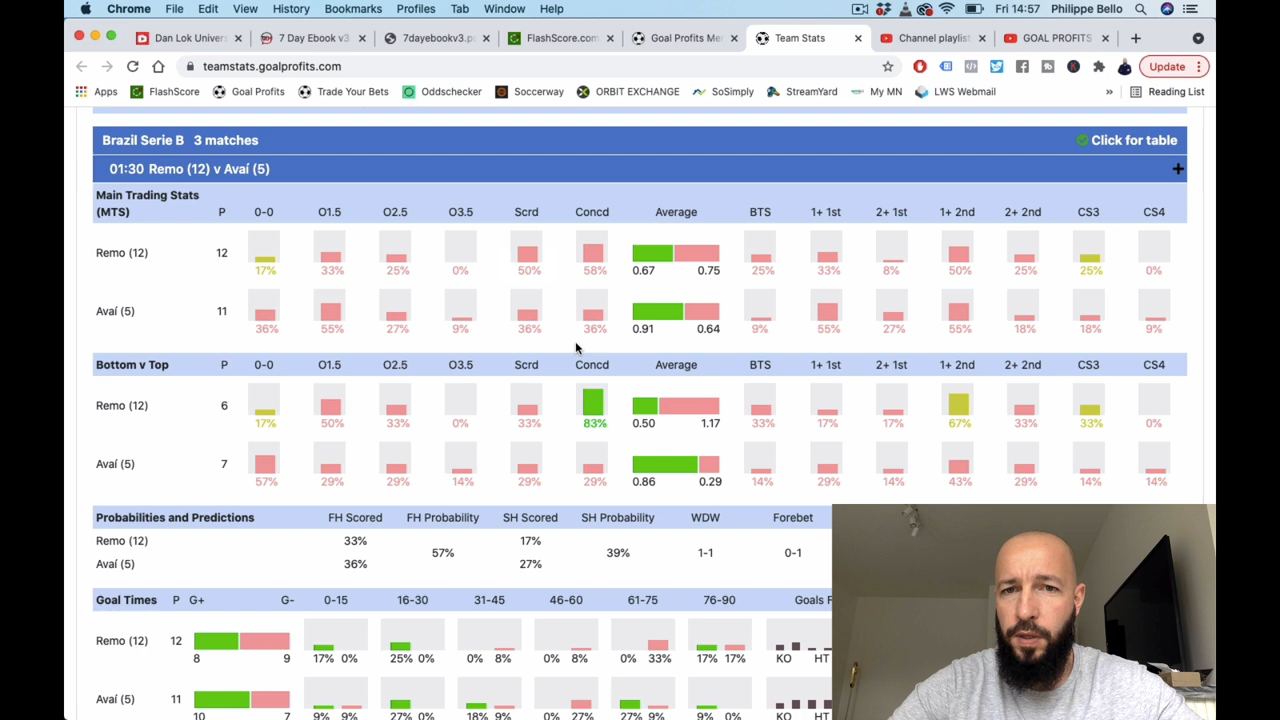 Chrome File Edit View History Bookmarks Profiles Tab Window Help Fri 14:57 Philippe Bello
Dan Lok Univers × 7 Day Ebook v3 × 7dayebookv3.p × FlashScore.com × Goal Profits Me × Team Stats × Channel playlist × GOAL PROFITS × +
teamstats.goalprofits.com Update
Apps FlashScore Goal Profits Trade Your Bets Oddschecker Soccerway ORBIT EXCHANGE SoSimply StreamYard My MN LWS Webmail » Reading List
Brazil Serie B 3 matches Click for table
01:30 Remo (12) v Avaí (5) +
Main Trading Stats
(MTS) P 0-0 O1.5 O2.5 O3.5 Scrd Concd Average BTS 1+ 1st 2+ 1st 1+ 2nd 2+ 2nd CS3 CS4
Remo (12) 12
17% 33% 25% 0% 50% 58% 0.67 0.75 25% 33% 8% 50% 25% 25% 0%
Avaí (5) 11
36% 55% 27% 9% 36% 36% 0.91 0.64 9% 55% 27% 55% 18% 18% 9%
Bottom v Top P 0-0 O1.5 O2.5 O3.5 Scrd Concd Average BTS 1+ 1st 2+ 1st 1+ 2nd 2+ 2nd CS3 CS4
Remo (12) 6
17% 50% 33% 0% 33% 83% 0.50 1.17 33% 17% 17% 67% 33% 33% 0%
Avaí (5) 7
57% 29% 29% 14% 29% 29% 0.86 0.29 14% 29% 14% 43% 29% 14% 14%
Probabilities and Predictions FH Scored FH Probability SH Scored SH Probability WDW Forebet
Remo (12) 33% 17%
57% 39% 1-1 0-1
Avaí (5) 36% 27%
Goal Times P G+ G- 0-15 16-30 31-45 46-60 61-75 76-90 Goals F
Remo (12) 12
8 9 17% 0% 25% 0% 0% 8% 0% 8% 0% 33% 17% 17% KO HT
Avaí (5) 11
10 7 9% 9% 27% 0% 18% 9% 0% 27% 27% 9% 9% 0% KO HT